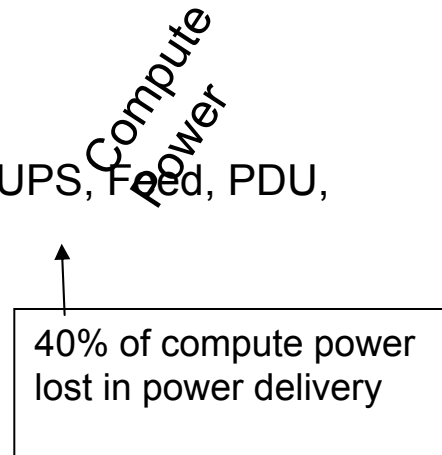 Compute
Power
UPS, Feed, PDU,
40% of compute power
lost in power delivery